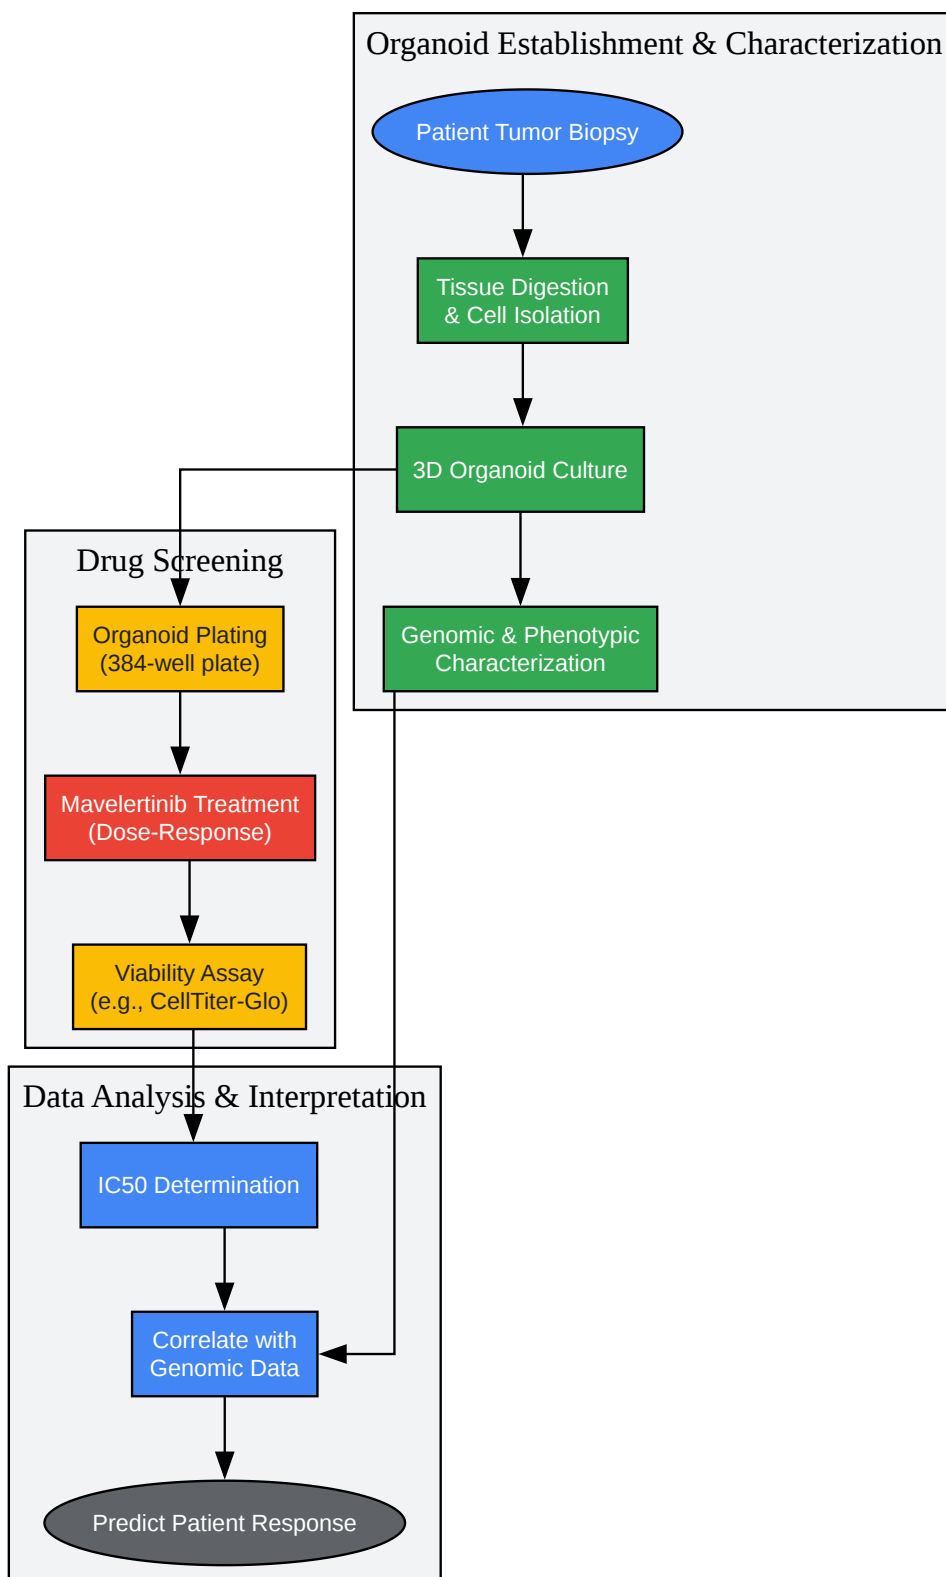 Organoid Establishment & Characterization
Patient Tumor Biopsy
Tissue Digestion
& Cell Isolation
3D Organoid Culture
Genomic & Phenotypic
Characterization
Drug Screening
Organoid Plating
(384-well plate)
Mavelertinib Treatment
(Dose-Response)
Viability Assay
(e.g., CellTiter-Glo)
Data Analysis & Interpretation
IC50 Determination
Correlate with
Genomic Data
Predict Patient Response